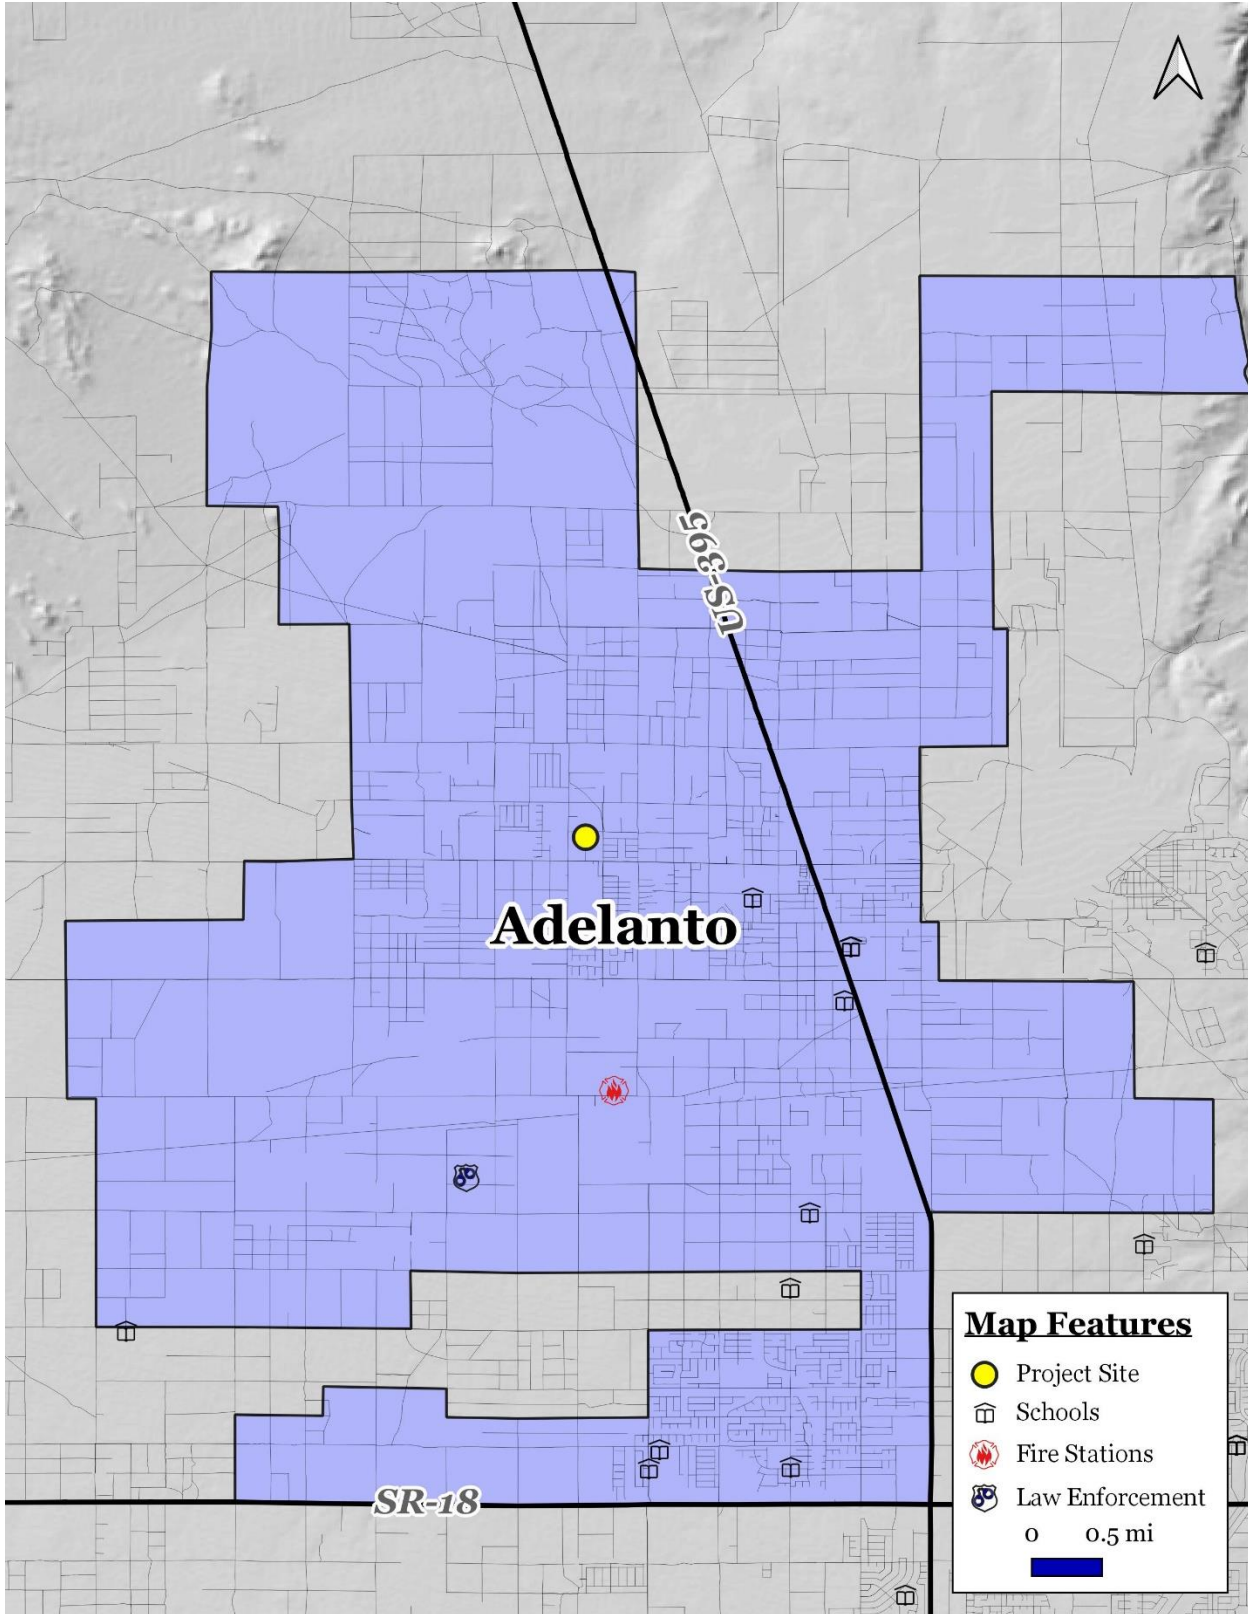 US-395
Adelanto
SR-18
Map Features
Project Site
Schools
Fire Stations
Law Enforcement
0 0.5 mi